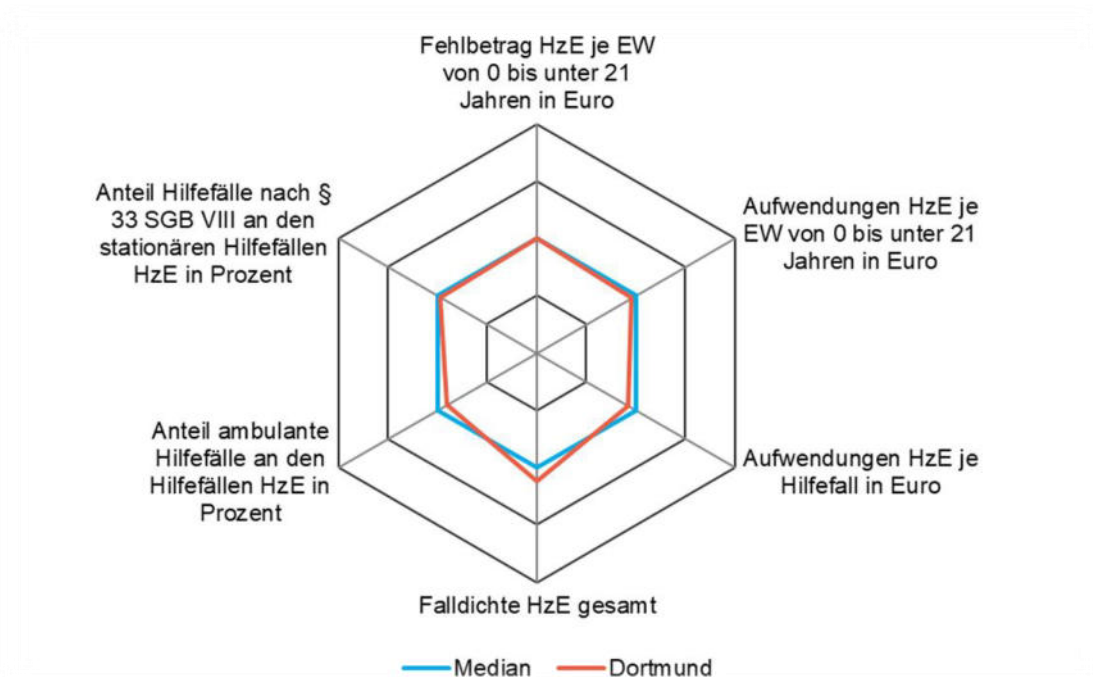 Fehlbetrag HzE je EW
von 0 bis unter 21
Jahren in Euro
Anteil Hilfefälle nach §
33 SGB VIII an den
stationären Hilfefällen
HzE in Prozent
Aufwendungen HzE je
EW von 0 bis unter 21
Jahren in Euro
Anteil ambulante
Hilfefälle an den
Hilfefällen HzE in
Prozent
Aufwendungen HzE je
Hilfefall in Euro
Falldichte HzE gesamt
Median Dortmund